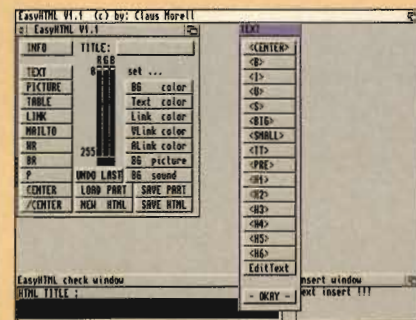 EasyHTML V1.1 (c) by: Claus Morell
EasyHTML V1.1
INFO
TITLE:
RGB
TEXT
PICTURE
TABLE
LINK
MAILTO
HR
BR
P
CENTER
/CENTER
255
UNDO LAST
LOAD PART
NEW HTML
SAVE PART
SAVE HTML
set ...
BG color
Text color
Link color
VLink color
ALink color
BG picture
BG sound
TEXT
<CENTER>
<B>
<I>
<U>
<S>
<BIG>
<SMALL>
<TT>
<PRE>
<H1>
<H2>
<H3>
<H4>
<H5>
<H6>
EditText
- OKAY -
EasyHTML check window
HTML TITLE :
nsert window
ext insert !!!